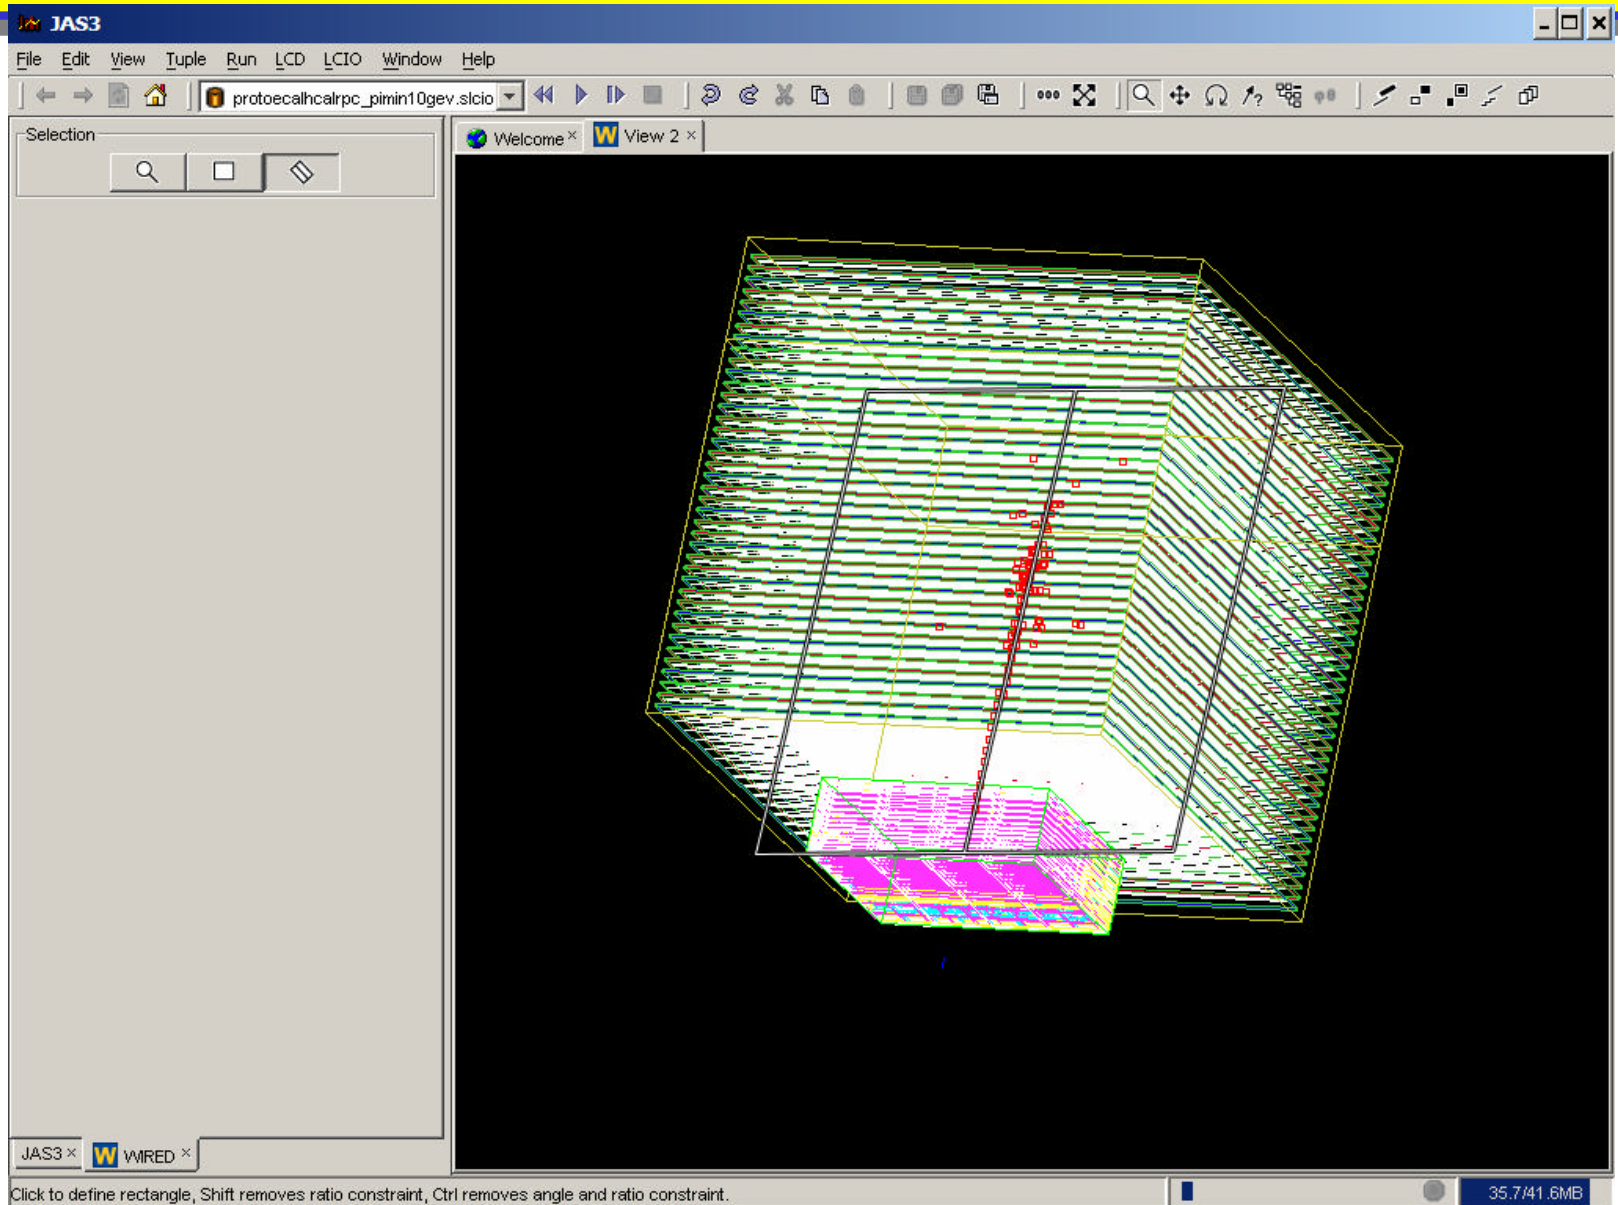 JAS3
File Edit View Tuple Run LCD LCIO Window Help
protoecalhcalrpc_pimin10gev.slcio
Selection
Welcome View 2
JAS3 WIRED
Click to define rectangle, Shift removes ratio constraint, Ctrl removes angle and ratio constraint.
35.7/41.6MB